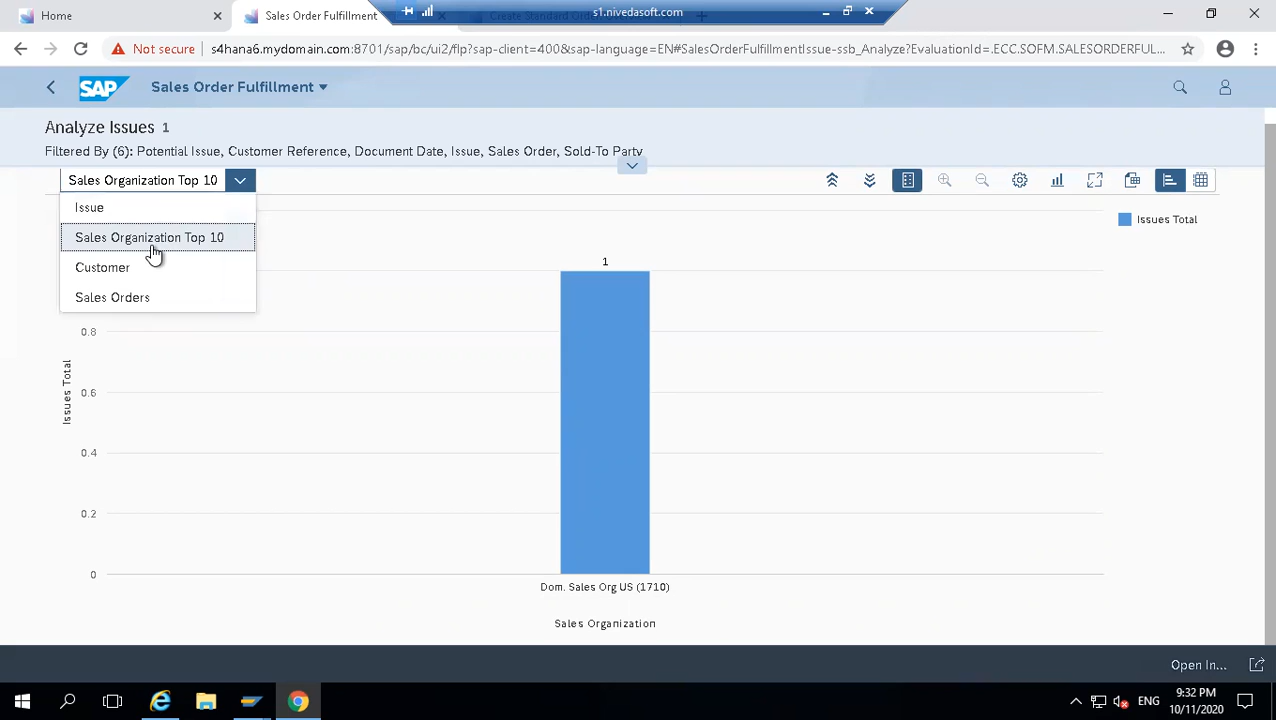 Home
Sales Order Fulfillment
s1.nivedasoft.com
Create Standard Orde
Not secure
s4hana6.mydomain.com:8701/sap/bc/ui2/flp?sap-client=400&sap-language=EN#SalesOrderFulfillmentIssue-ssb_Analyze?EvaluationId=.ECC.SOFM.SALESORDERFUL...
SAP
Sales Order Fulfillment
Analyze Issues 1
Filtered By (6): Potential Issue, Customer Reference, Document Date, Issue, Sales Order, Sold-To Party
Sales Organization Top 10
Issue
Sales Organization Top 10
Customer
Sales Orders
Issues Total
1
0.8
0.6
0.4
0.2
0
Issues Total
Dom. Sales Org US (1710)
Sales Organization
Open In...
ENG
9:32 PM
10/11/2020